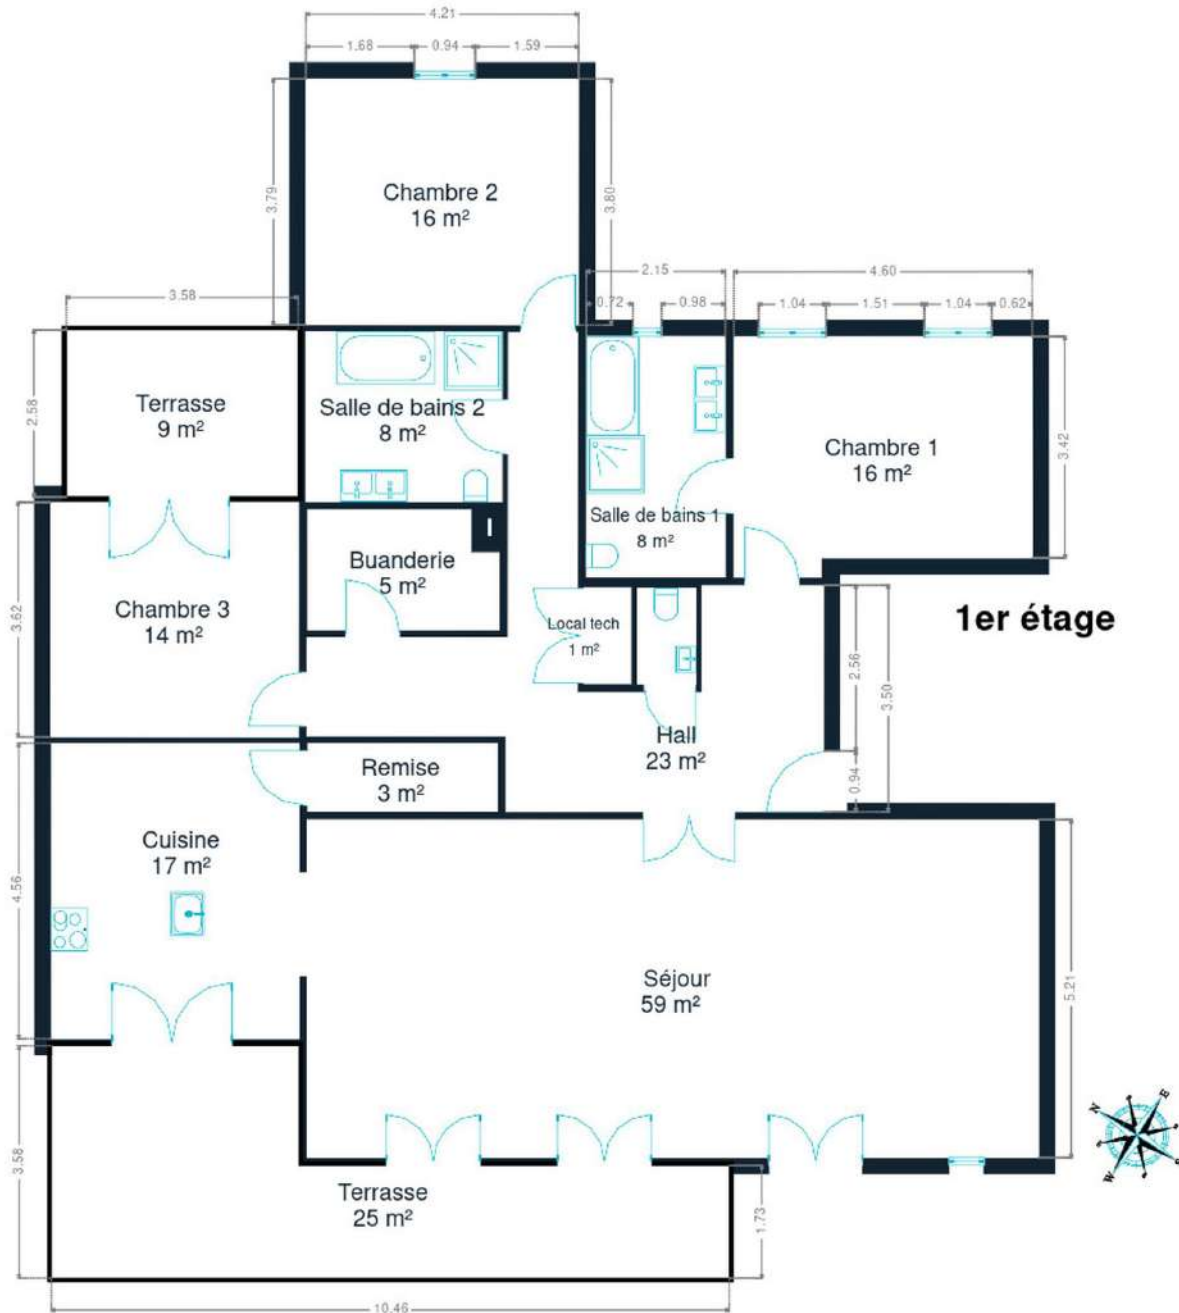 4.21
1.68
0.94
1.59
3.79
Chambre 2
16 m²
3.80
2.15
4.60
0.72
0.98
1.04
1.51
1.04
0.62
3.58
2.58
Terrasse
9 m²
Salle de bains 2
8 m²
Chambre 1
16 m²
3.42
Salle de bains 1
8 m²
Buanderie
5 m²
3.62
Chambre 3
14 m²
Local tech
1 m²
1er étage
2.56
3.50
0.94
Hall
23 m²
Remise
3 m²
Cuisine
17 m²
4.56
Séjour
59 m²
5.21
N
E
W
S
3.58
Terrasse
25 m²
1.73
10.46